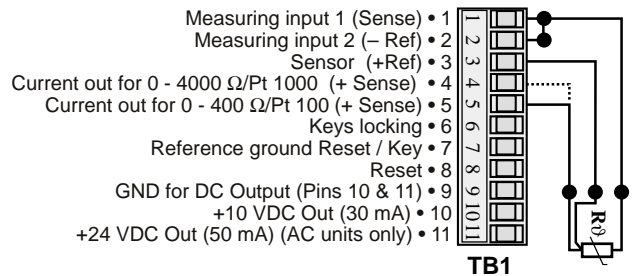 Measuring input 1 (Sense) • 1
Measuring input 2 (– Ref) • 2
Sensor (+Ref) • 3
Current out for 0 - 4000 Ω/Pt 1000 (+ Sense) • 4
Current out for 0 - 400 Ω/Pt 100 (+ Sense) • 5
Keys locking • 6
Reference ground Reset / Key • 7
Reset • 8
GND for DC Output (Pins 10 & 11) • 9
+10 VDC Out (30 mA) • 10
+24 VDC Out (50 mA) (AC units only) • 11
1
2
3
4
5
6
7
8
9
10
11
Rϑ
TB1